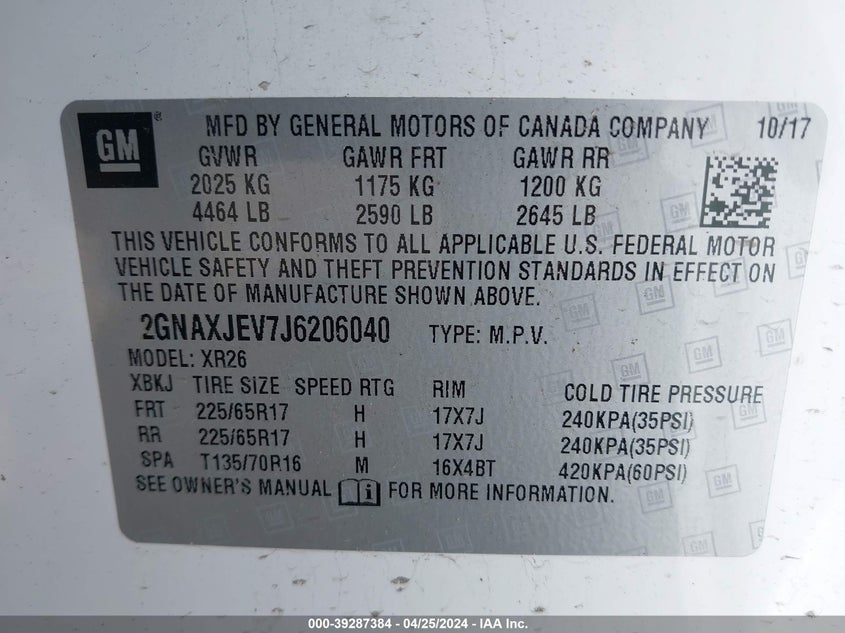 GM ® MFD BY GENERAL MOTORS OF CANADA COMPANY 10/17
GVWR GAWR FRT GAWR RR
2025 KG 1175 KG 1200 KG
4464 LB 2590 LB 2645 LB
THIS VEHICLE CONFORMS TO ALL APPLICABLE U.S. FEDERAL MOTOR
VEHICLE SAFETY AND THEFT PREVENTION STANDARDS IN EFFECT ON
THE DATE OF MANUFACTURE SHOWN ABOVE.
2GNAXJEV7J6206040 TYPE: M.P.V.
MODEL: XR26
XBKJ TIRE SIZE SPEED RTG RIM COLD TIRE PRESSURE
FRT 225/65R17 H 17X7J 240KPA(35PSI)
RR 225/65R17 H 17X7J 240KPA(35PSI)
SPA T135/70R16 M 16X4BT 420KPA(60PSI)
SEE OWNER'S MANUAL FOR MORE INFORMATION.
000-39287384 - 04/25/2024 - IAA Inc.